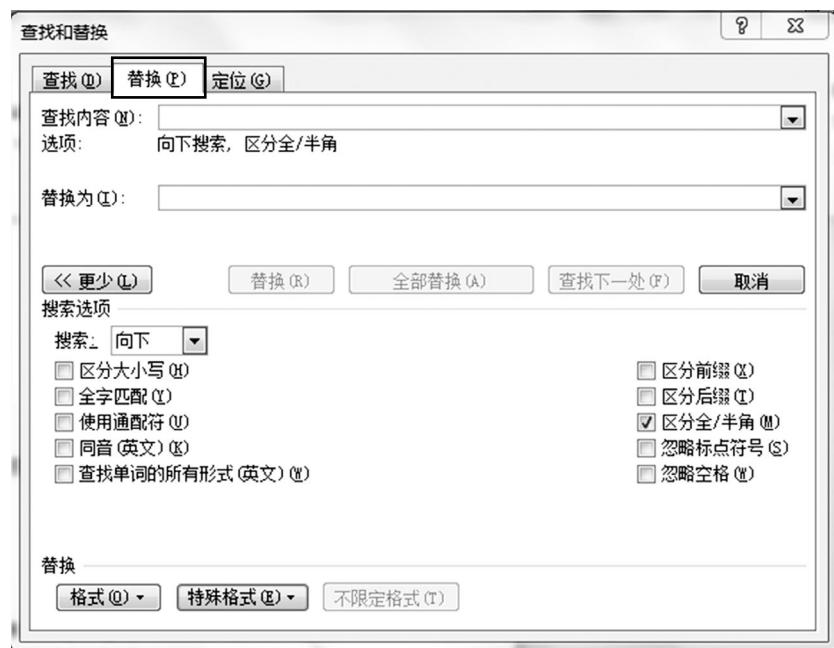 查找和替换
查找(D) 替换(P) 定位(G)
查找内容(N):
选项: 向下搜索, 区分全/半角
替换为(I):
<< 更少(L) 替换(R) 全部替换(A) 查找下一处(F) 取消
搜索选项
搜索: 向下
区分大小写(H) 区分前缀(X)
全字匹配(Y) 区分后缀(T)
使用通配符(U) 区分全/半角(M)
同音(英文)(K) 忽略标点符号(S)
查找单词的所有形式(英文)(W) 忽略空格(W)
替换
格式(O) 特殊格式(E) 不限定格式(T)